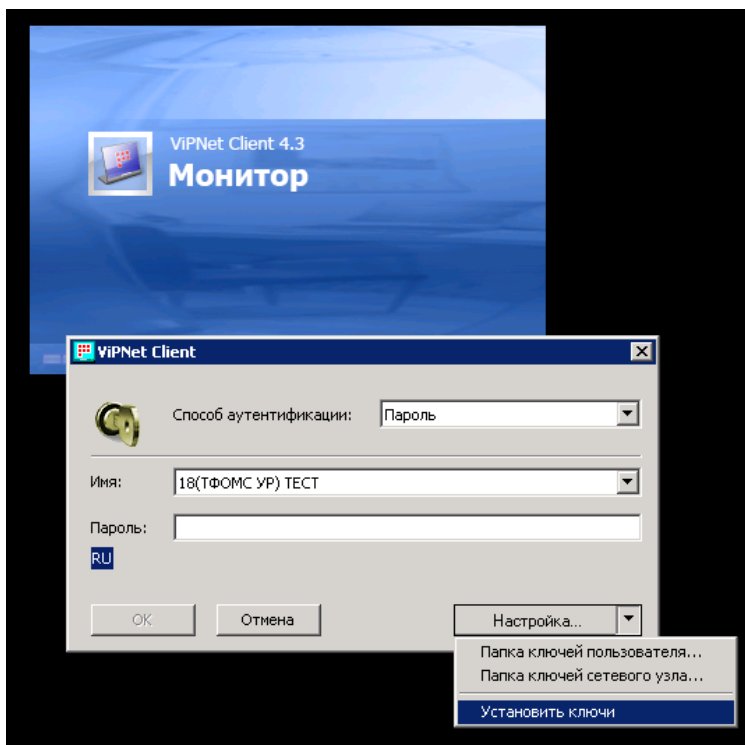 ViPNet Client 4.3
Монитор
ViPNet Client
Способ аутентификации: Пароль
Имя: 18(ТФОМС УР) ТЕСТ
Пароль:
RU
ОК Отмена Настройка...
Папка ключей пользователя...
Папка ключей сетевого узла...
Установить ключи